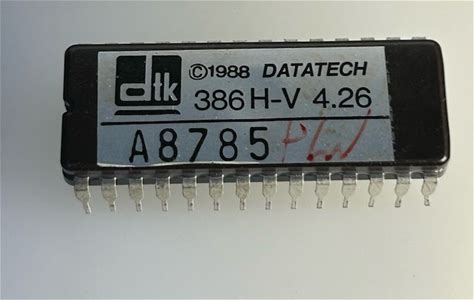 dtk ©1988 DATATECH
386 H-V 4.26
A8785